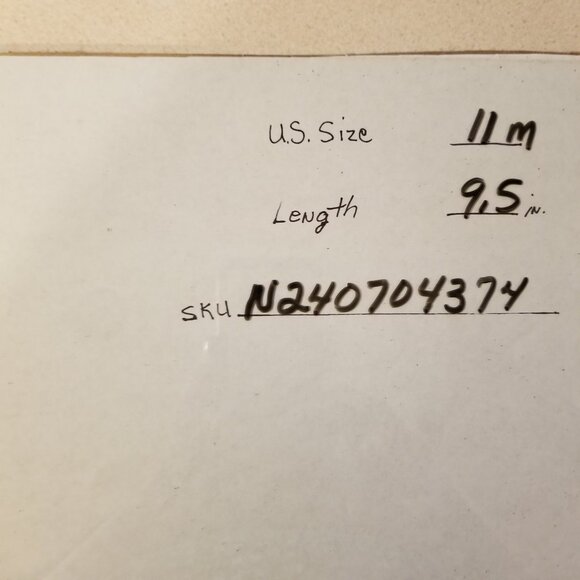 U.S. Size 11 M
Length 9.5 in.
SKU N240704374